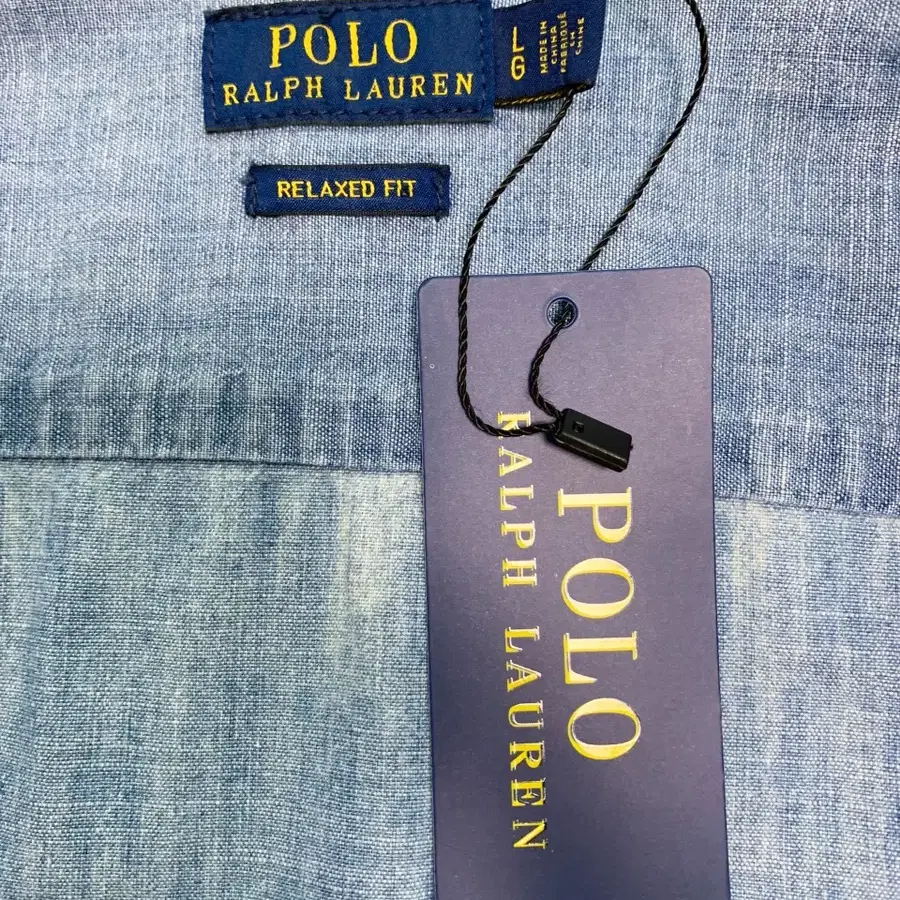 POLO
RALPH LAUREN
L
G
MADE IN
CHINA
FABRIQUÉ
EN
CHINE
RELAXED FIT
POLO
RALPH LAUREN